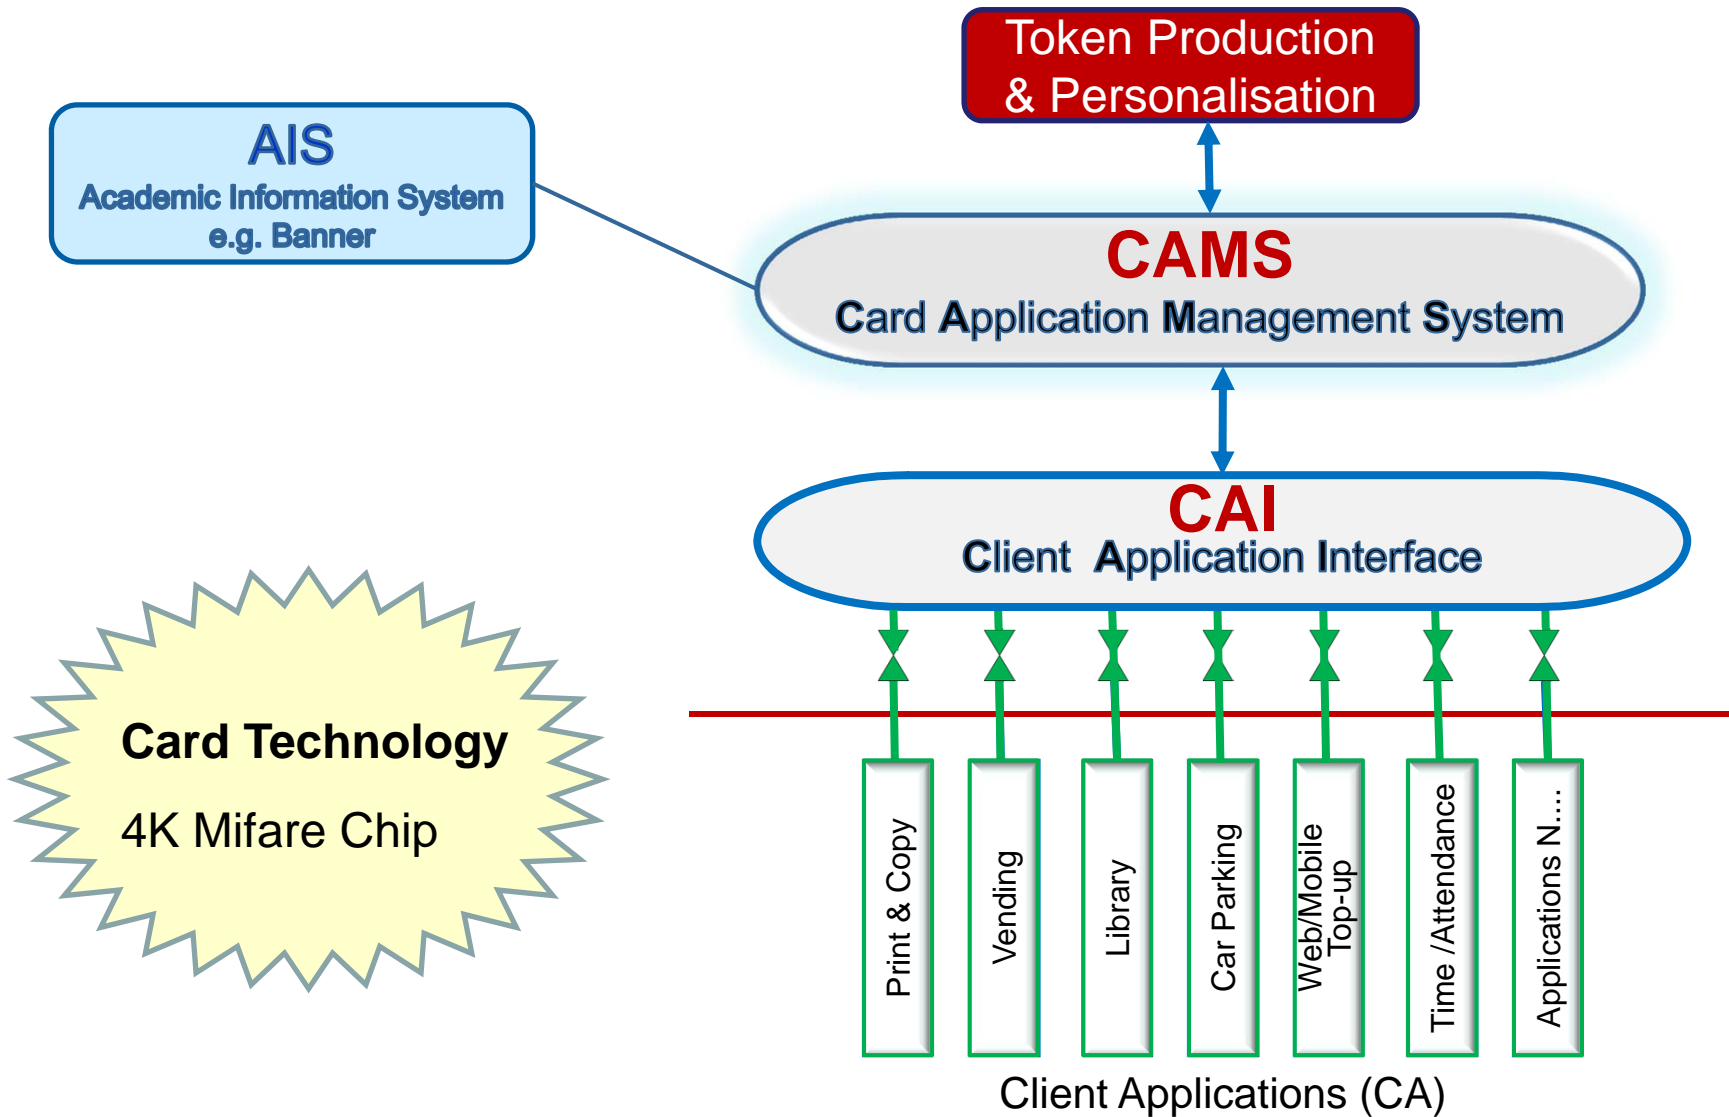 Token Production
& Personalisation
AIS
Academic Information System
e.g. Banner
CAMS
Card Application Management System
CAI
Client Application Interface
Card Technology
4K Mifare Chip
Print & Copy
Vending
Library
Car Parking
Web/Mobile
Top-up
Time /Attendance
Applications N....
Client Applications (CA)